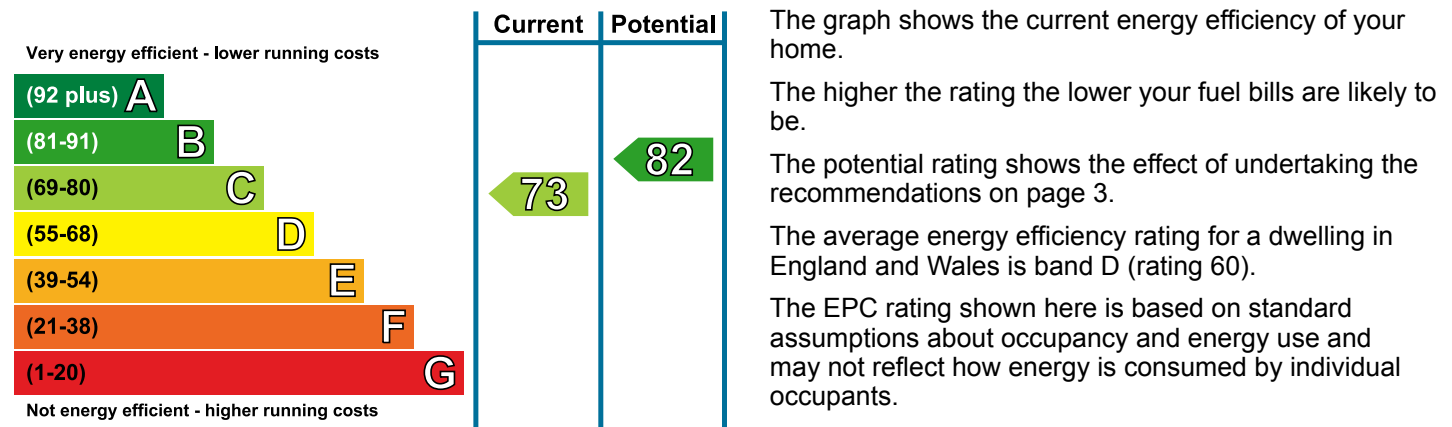 Current Potential
Very energy efficient - lower running costs
(92 plus) A
(81-91) B
82
(69-80) C
73
(55-68) D
(39-54) E
(21-38) F
(1-20) G
Not energy efficient - higher running costs
The graph shows the current energy efficiency of your
home.
The higher the rating the lower your fuel bills are likely to
be.
The potential rating shows the effect of undertaking the
recommendations on page 3.
The average energy efficiency rating for a dwelling in
England and Wales is band D (rating 60).
The EPC rating shown here is based on standard
assumptions about occupancy and energy use and
may not reflect how energy is consumed by individual
occupants.